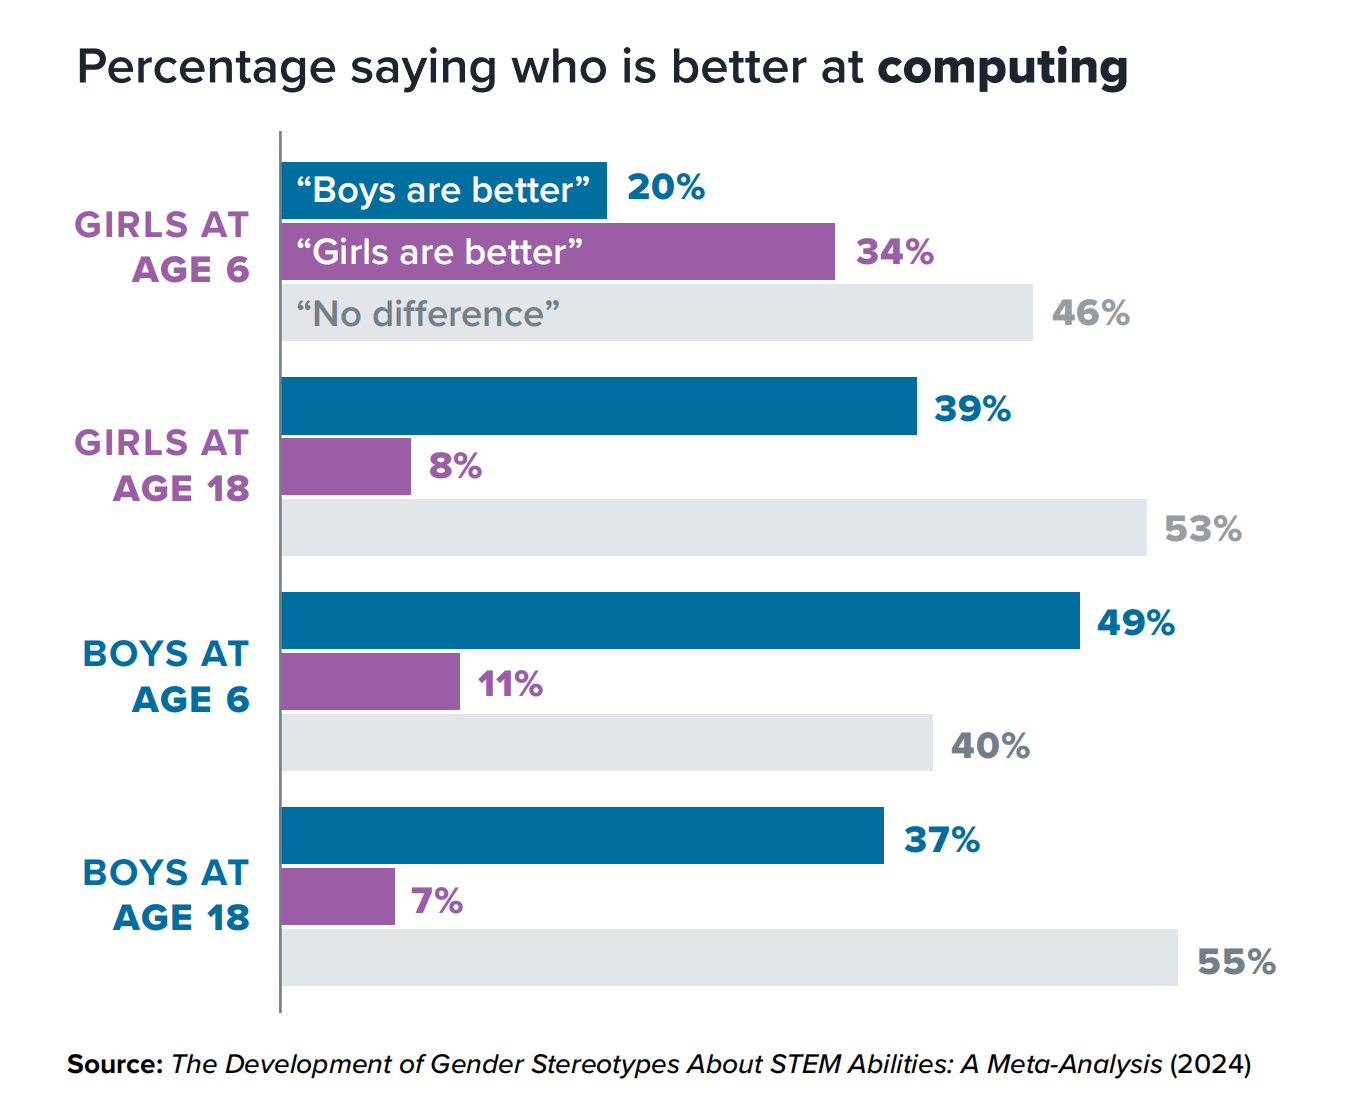 Percentage saying who is better at computing
GIRLS AT
AGE 6
“Boys are better” 20%
“Girls are better” 34%
“No difference” 46%
GIRLS AT
AGE 18
39%
8%
53%
BOYS AT
AGE 6
49%
11%
40%
BOYS AT
AGE 18
37%
7%
55%
Source: The Development of Gender Stereotypes About STEM Abilities: A Meta-Analysis (2024)